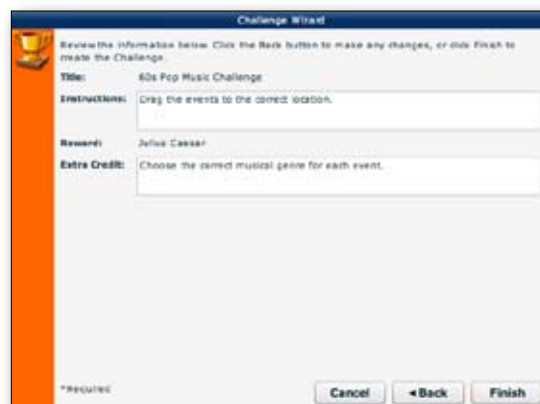 Challenge Wizard
Review the information below. Click the Back button to make any changes, or click Finish to
create the Challenge.
Title: 60s Pop Music Challenge
Instructions: Drag the events to the correct location.
Reward: Julius Caesar
Extra Credit: Choose the correct musical genre for each event.
*Required
Cancel ◄Back Finish